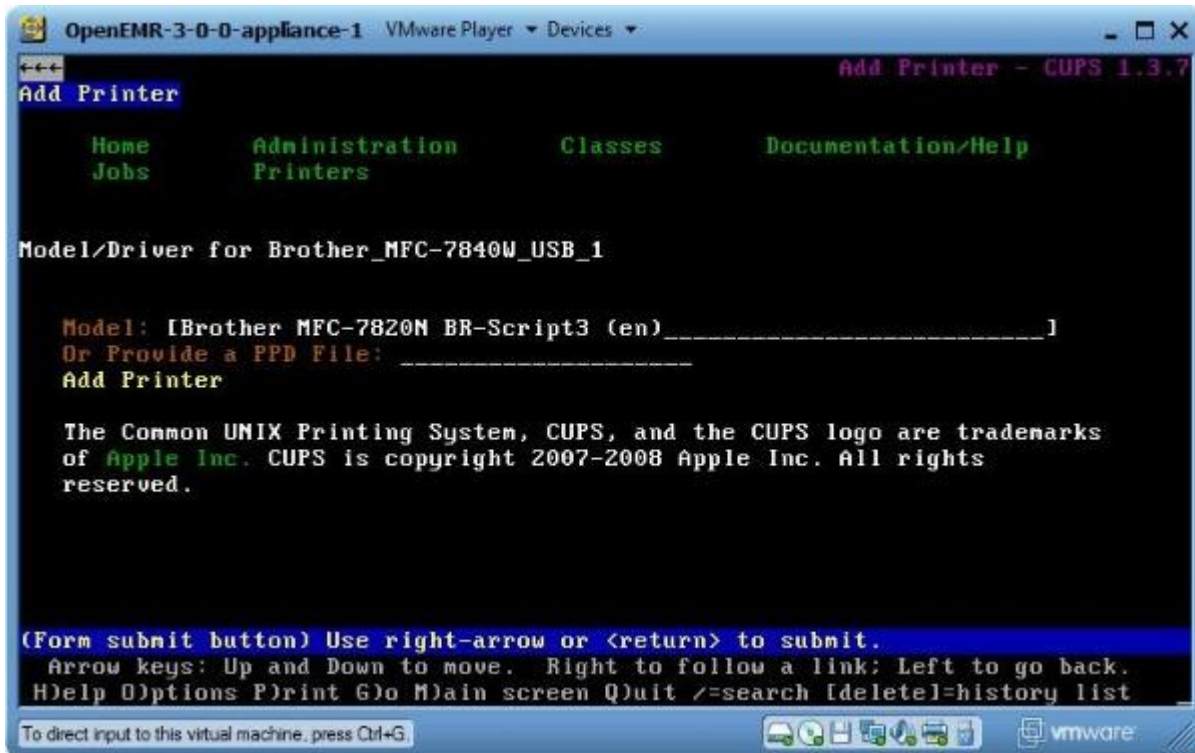 OpenEMR-3-0-0-appliance-1 VMware Player Devices
←←← Add Printer - CUPS 1.3.7
Add Printer
Home Administration Classes Documentation/Help
Jobs Printers
Model/Driver for Brother_MFC-7840W_USB_1
Model: [Brother MFC-7820N BR-Script3 (en)__________________________]
Or Provide a PPD File: ____________________
Add Printer
The Common UNIX Printing System, CUPS, and the CUPS logo are trademarks
of Apple Inc. CUPS is copyright 2007-2008 Apple Inc. All rights
reserved.
(Form submit button) Use right-arrow or <return> to submit.
Arrow keys: Up and Down to move. Right to follow a link; Left to go back.
H)elp O)ptions P)rint G)o M)ain screen Q)uit /=search [delete]=history list
To direct input to this virtual machine, press Ctrl+G. vmware